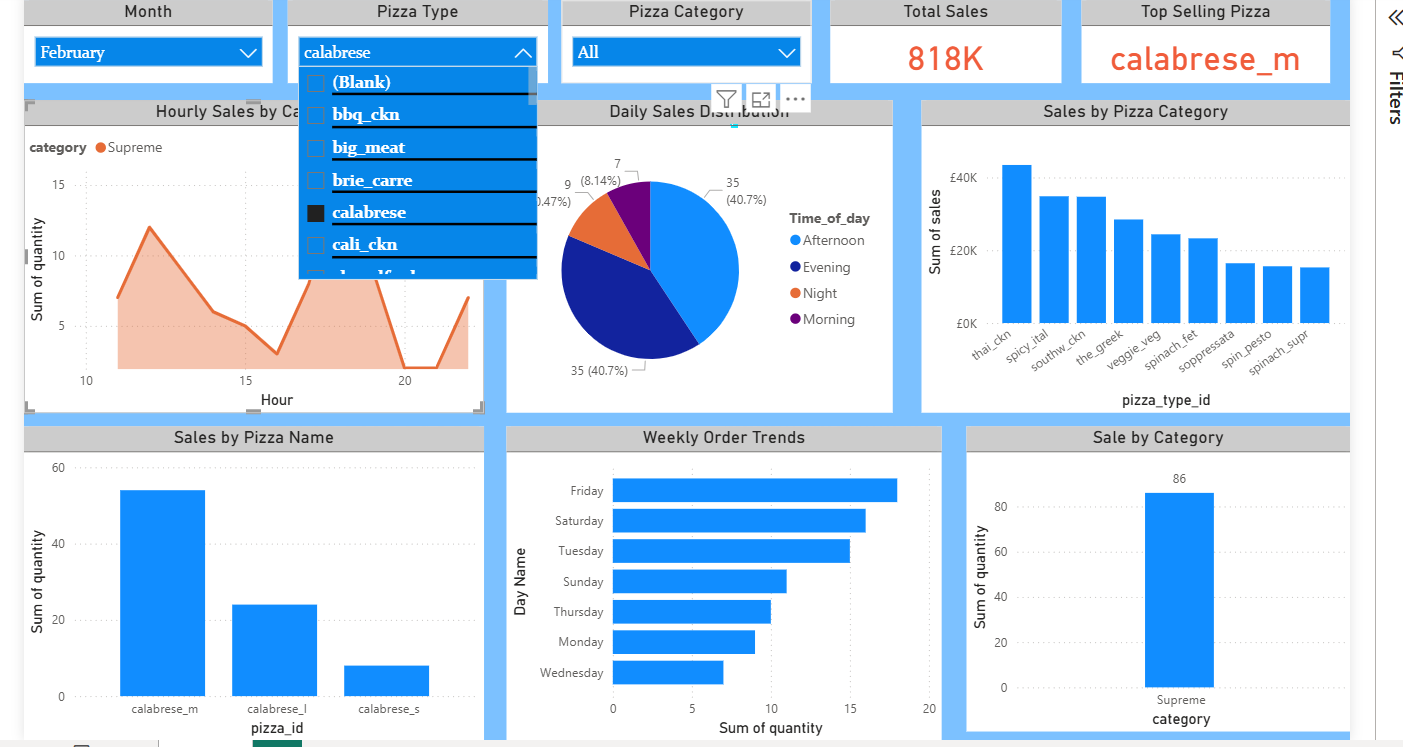 Month
Pizza Type
Pizza Category
Total Sales
Top Selling Pizza
February
calabrese
All
818K
calabrese_m
(Blank)
bbq_ckn
big_meat
brie_carre
calabrese
cali_ckn
Hourly Sales by Ca
category
Supreme
15
10
5
Sum of quantity
10
15
20
Hour
Daily Sales Distribution
7
(8.14%)
9
0.47%)
35
(40.7%)
35 (40.7%)
Time_of_day
Afternoon
Evening
Night
Morning
Sales by Pizza Category
£40K
£20K
£0K
Sum of sales
thai_ckn
spicy_ital
southw_ckn
the_greek
veggie_veg
spinach_fet
soppressata
spin_pesto
spinach_supr
pizza_type_id
Filters
Sales by Pizza Name
60
40
20
0
Sum of quantity
calabrese_m
calabrese_l
calabrese_s
pizza_id
Weekly Order Trends
Day Name
Friday
Saturday
Tuesday
Sunday
Thursday
Monday
Wednesday
0
5
10
15
20
Sum of quantity
Sale by Category
86
80
60
40
20
0
Sum of quantity
Supreme
category